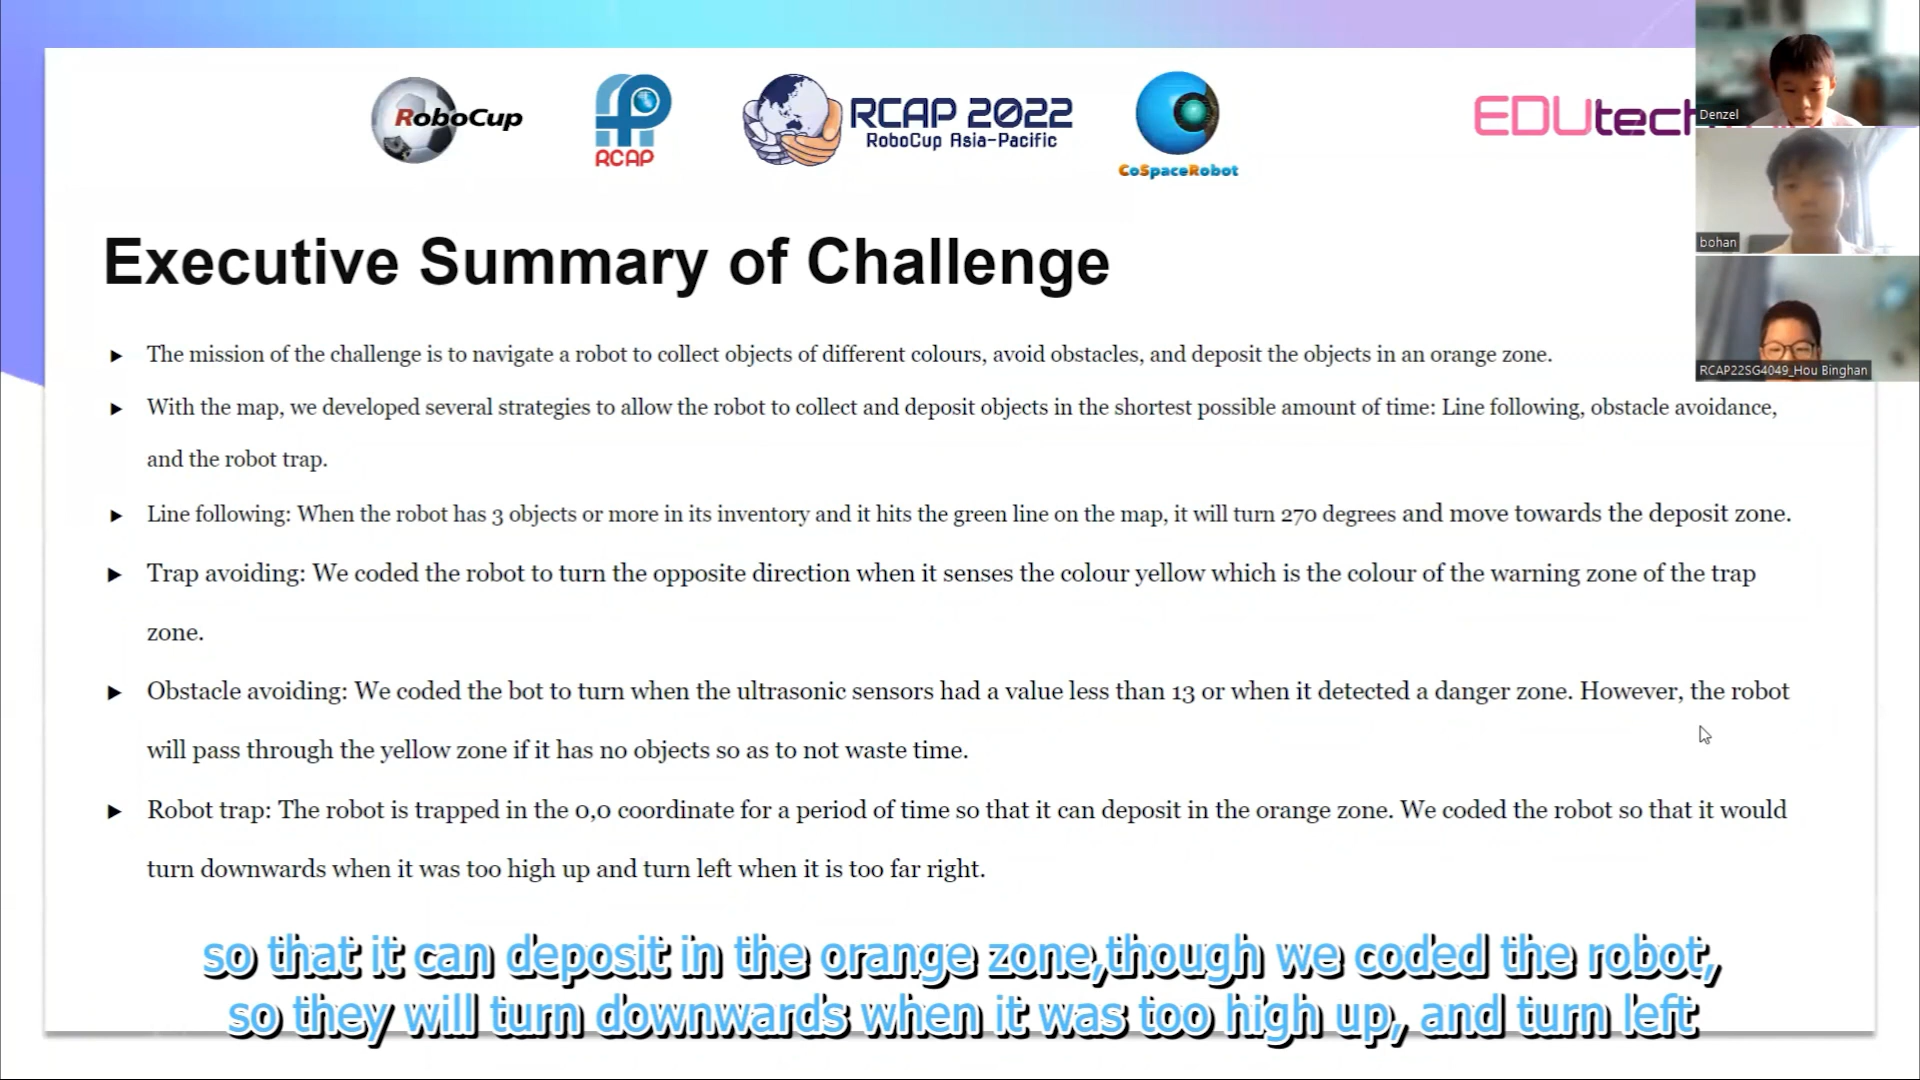 RoboCup
RCAP
RCAP 2022
RoboCup Asia-Pacific
CoSpaceRobot
EDUtech
Denzel
bohan
RCAP22SG4049_Hou Binghan
Executive Summary of Challenge
► The mission of the challenge is to navigate a robot to collect objects of different colours, avoid obstacles, and deposit the objects in an orange zone.
► With the map, we developed several strategies to allow the robot to collect and deposit objects in the shortest possible amount of time: Line following, obstacle avoidance,
and the robot trap.
► Line following: When the robot has 3 objects or more in its inventory and it hits the green line on the map, it will turn 270 degrees and move towards the deposit zone.
► Trap avoiding: We coded the robot to turn the opposite direction when it senses the colour yellow which is the colour of the warning zone of the trap
zone.
► Obstacle avoiding: We coded the bot to turn when the ultrasonic sensors had a value less than 13 or when it detected a danger zone. However, the robot
will pass through the yellow zone if it has no objects so as to not waste time.
► Robot trap: The robot is trapped in the 0,0 coordinate for a period of time so that it can deposit in the orange zone. We coded the robot so that it would
turn downwards when it was too high up and turn left when it is too far right.
so that it can deposit in the orange zone,though we coded the robot,
so they will turn downwards when it was too high up, and turn left